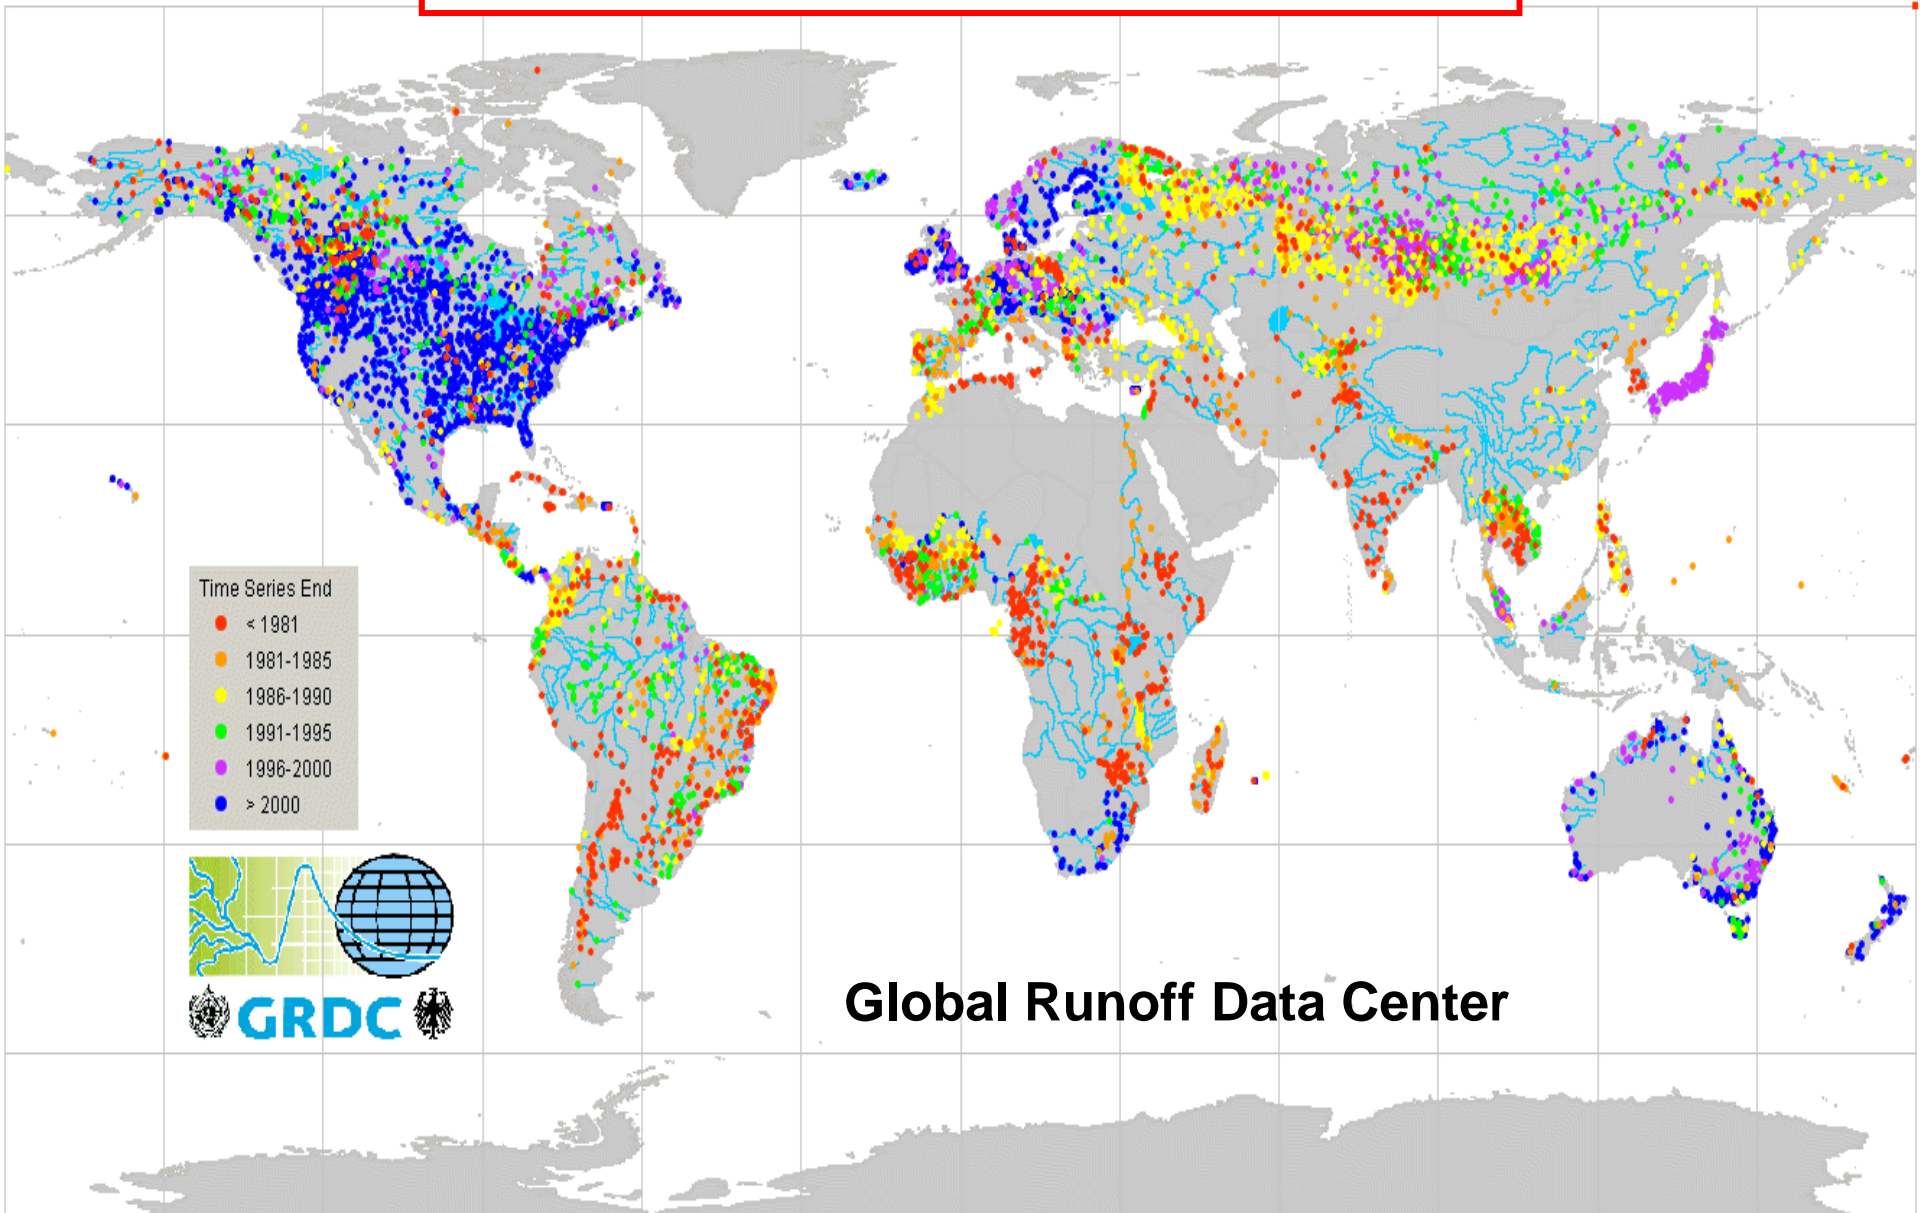 Time Series End
< 1981
1981-1985
1986-1990
1991-1995
1996-2000
> 2000
GRDC
Global Runoff Data Center